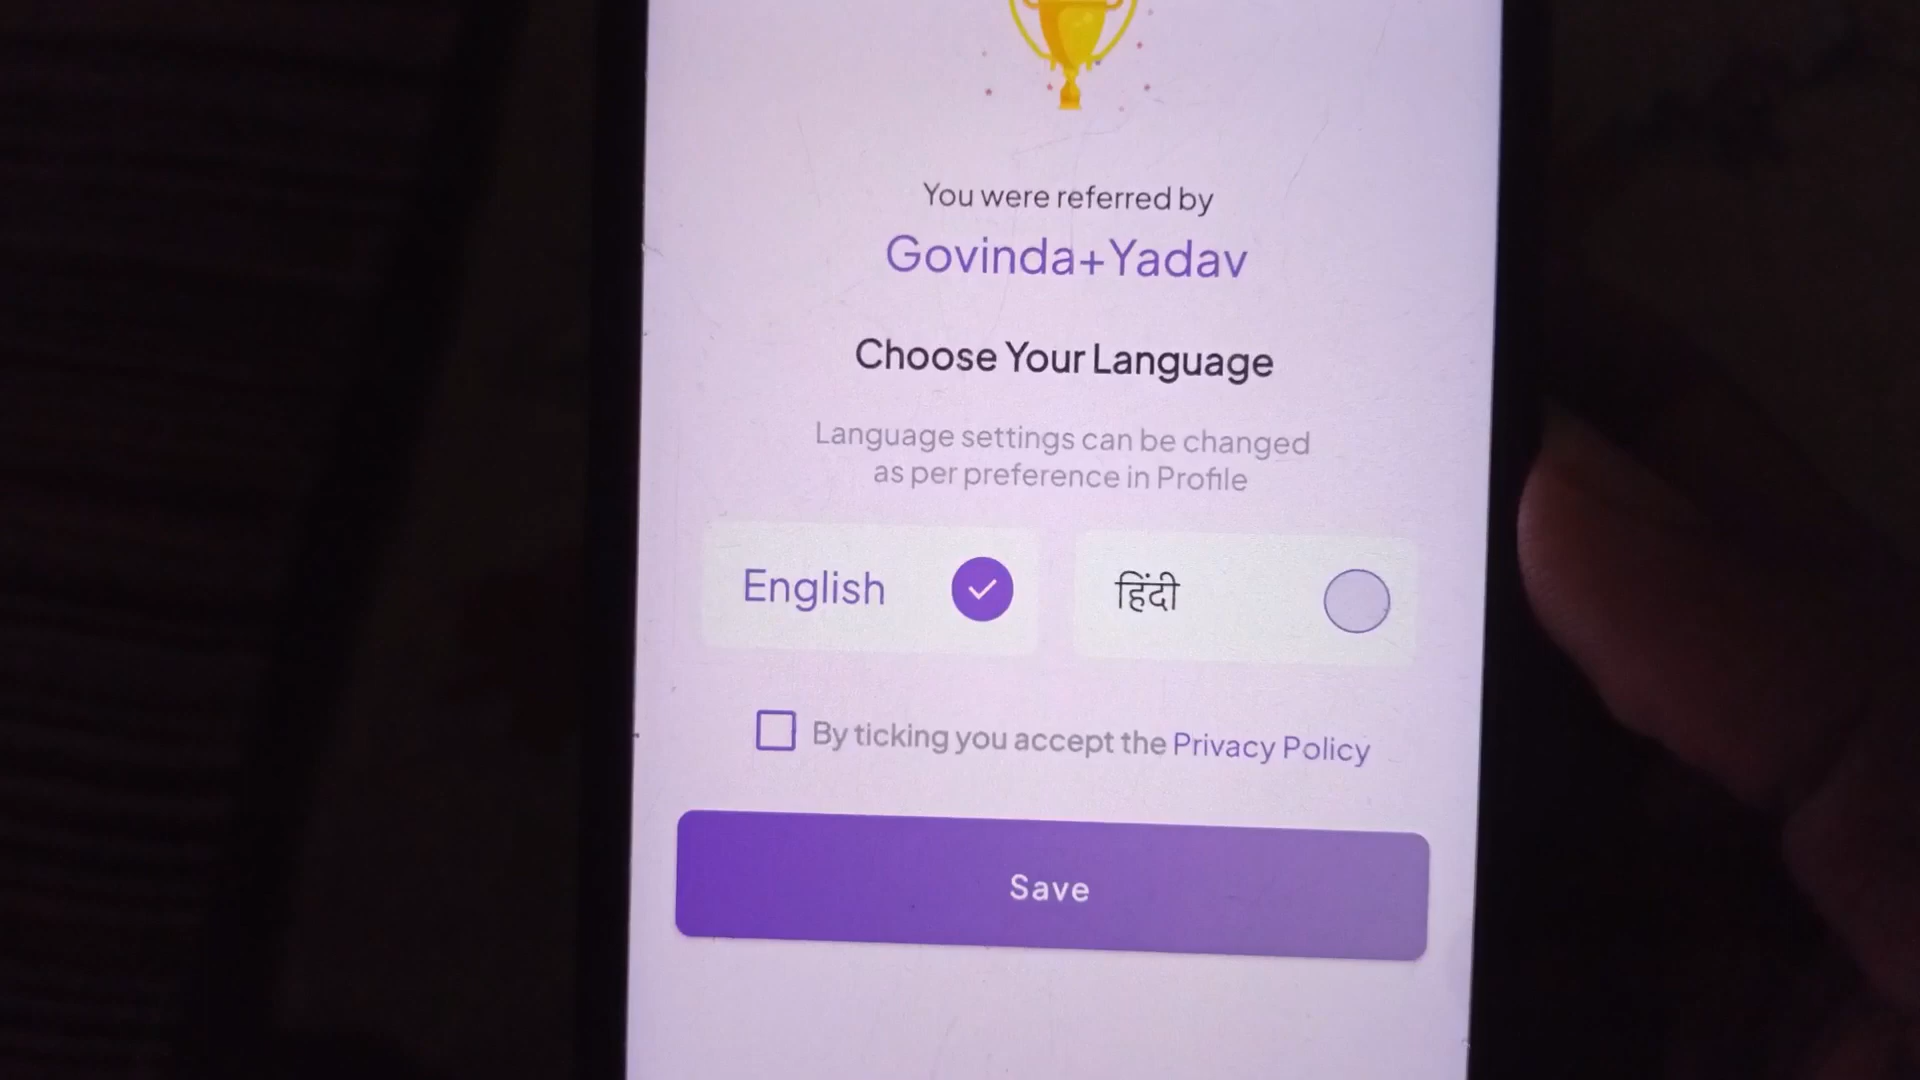 You were referred by
Govinda+Yadav
Choose Your Language
Language settings can be changed
as per preference in Profile
English
हिंदी
By ticking you accept the Privacy Policy
Save